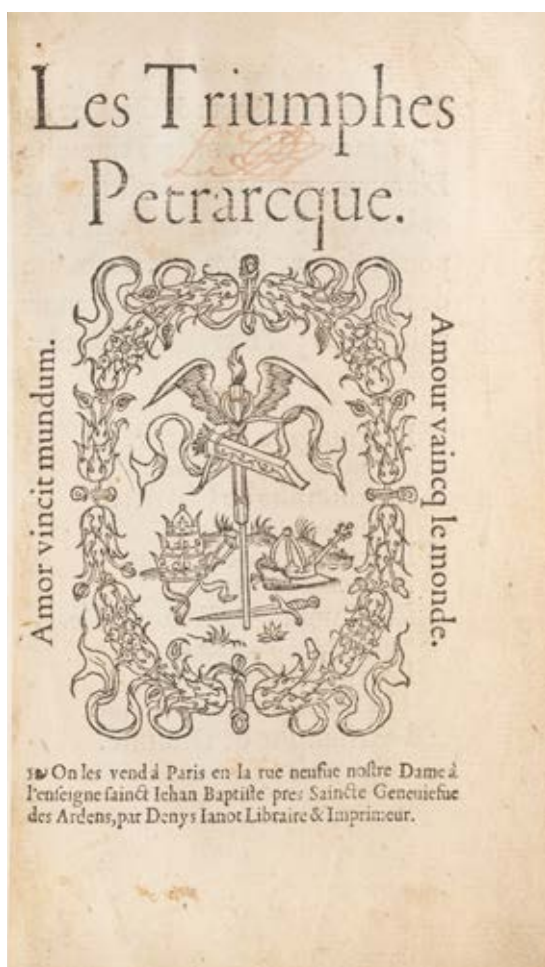 Les Triumphes
Petrarcque.
Amor vincit mundum.
Amour vaincq le monde.
On les vend á Paris en la rue neufue noſtre Dame à
l'enſeigne ſainct Iehan Baptiſte pres Saincte Geneuiefue
des Ardens, par Denys Ianot Libraire & Imprimeur.